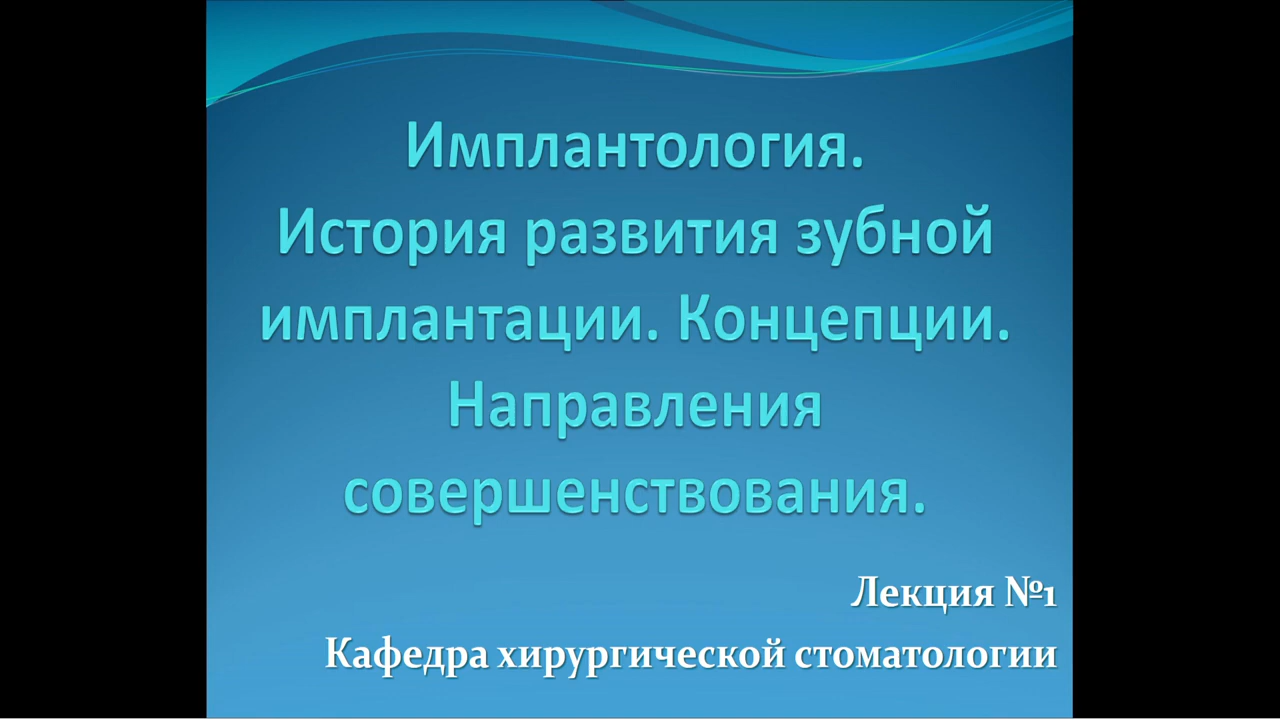 Имплантология.
История развития зубной
имплантации. Концепции.
Направления
совершенствования.
Лекция №1
Кафедра хирургической стоматологии